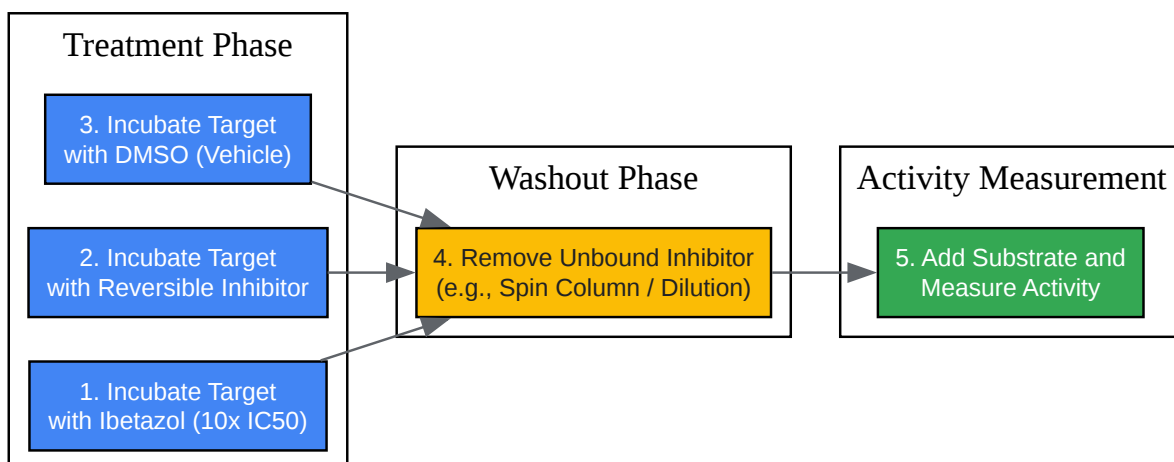 Treatment Phase
3. Incubate Target
with DMSO (Vehicle)
2. Incubate Target
with Reversible Inhibitor
1. Incubate Target
with Ibetazol (10x IC50)
Washout Phase
4. Remove Unbound Inhibitor
(e.g., Spin Column / Dilution)
Activity Measurement
5. Add Substrate and
Measure Activity